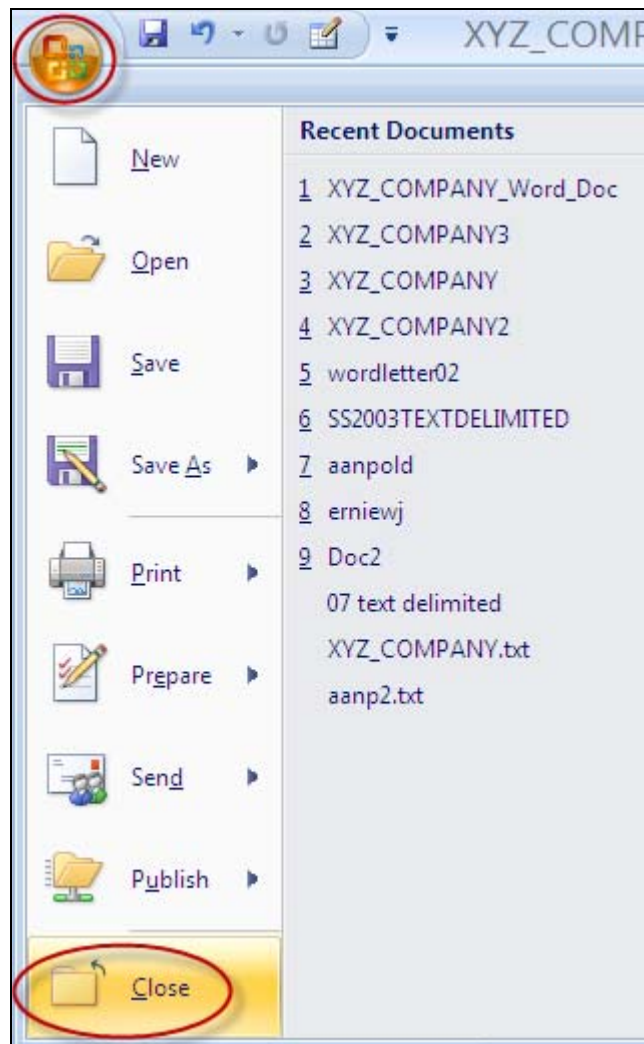 XYZ_COMP
New
Open
Save
Save As
Print
Prepare
Send
Publish
Close
Recent Documents
1 XYZ_COMPANY_Word_Doc
2 XYZ_COMPANY3
3 XYZ_COMPANY
4 XYZ_COMPANY2
5 wordletter02
6 SS2003TEXTDELIMITED
7 aanpold
8 erniewj
9 Doc2
07 text delimited
XYZ_COMPANY.txt
aanp2.txt